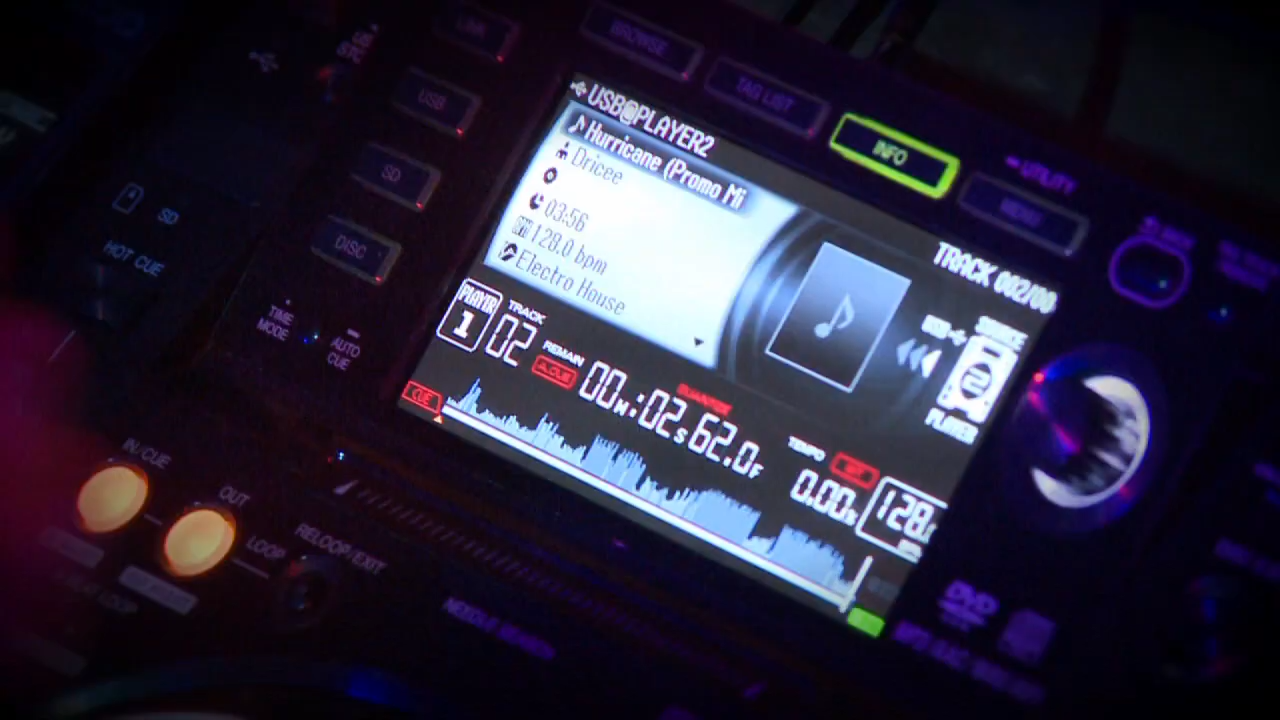 LINK
BROWSE
TAG LIST
INFO
MENU
UTILITY
USB
SD
DISC
SD
HOT CUE
TIME
MODE
AUTO
CUE
USB@PLAYER2
Hurricane (Promo Mi
Dricee
03:56
128.0 bpm
Electro House
TRACK 002/00
SOURCE
2
PLAYER
PLAYER
1
TRACK
02
REMAIN
A.CUE
00M:02S62.0F
QUANTIZE
TEMPO
0.00%
128.
CUE
IN/CUE
OUT
LOOP
RELOOP/EXIT
NEEDLE SEARCH
DVD